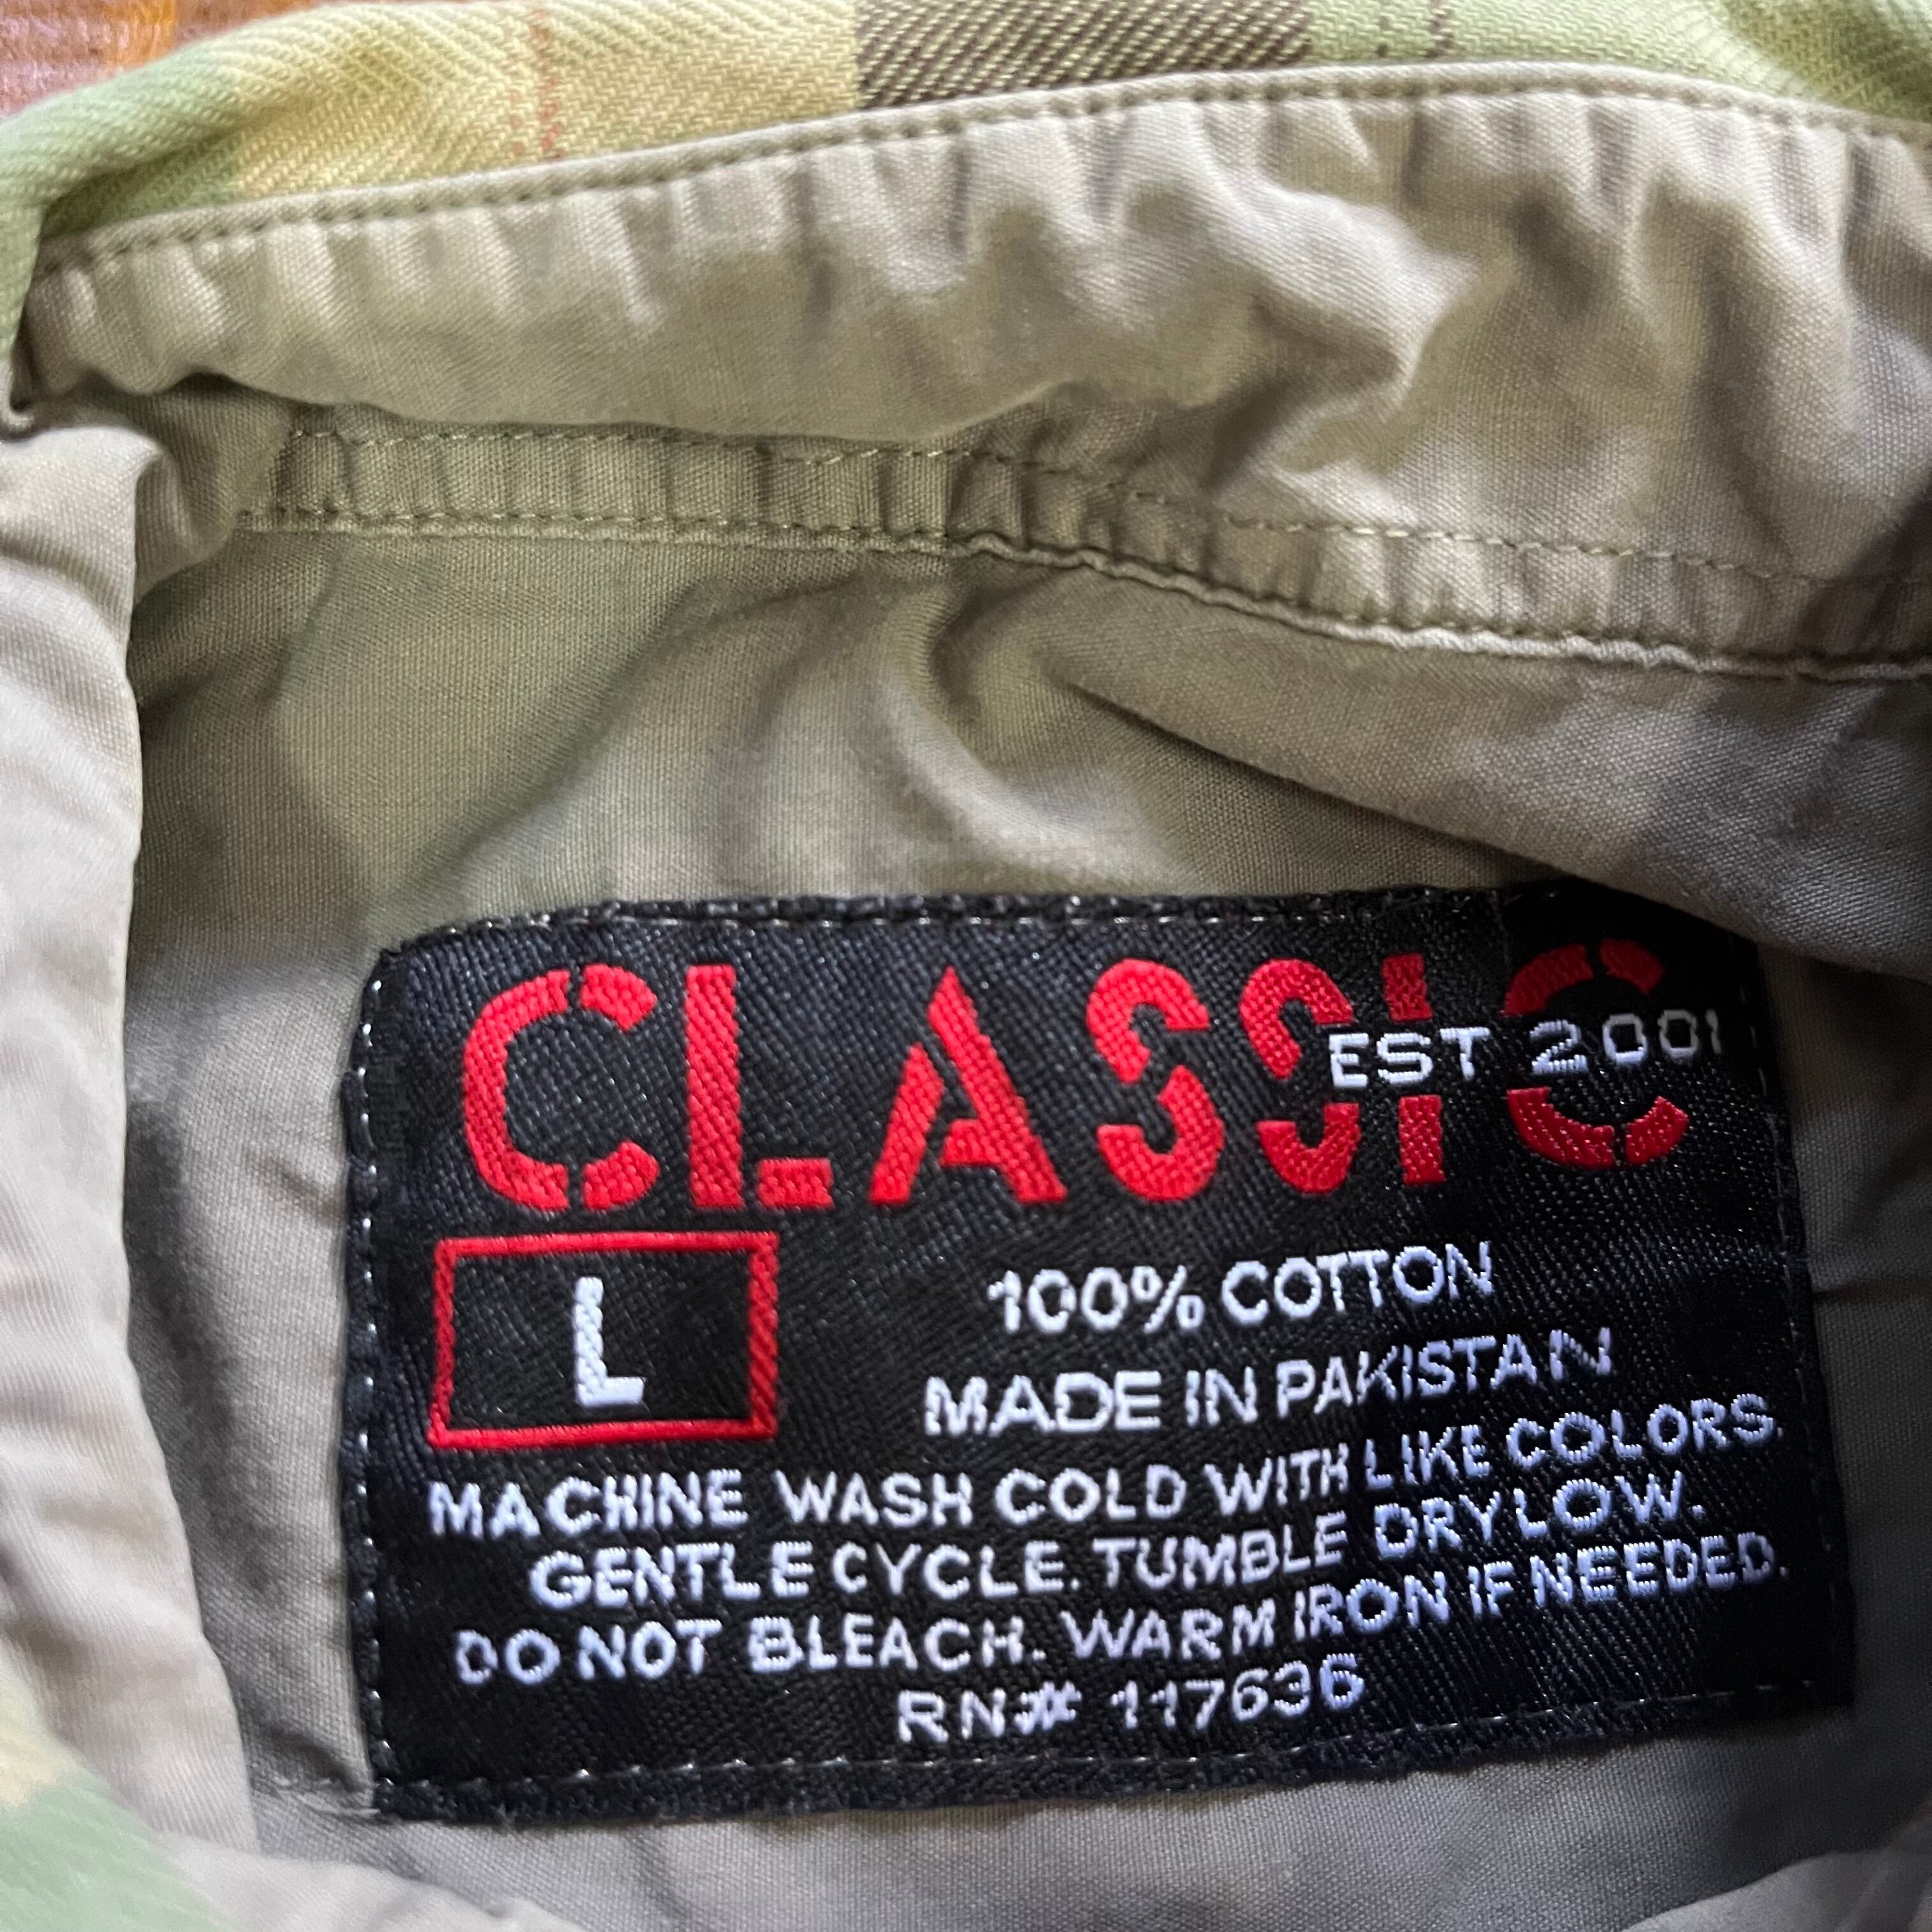 CLASSIC
EST 2001
L
100% COTTON
MADE IN PAKISTAN
MACHINE WASH COLD WITH LIKE COLORS.
GENTLE CYCLE. TUMBLE DRY LOW.
DO NOT BLEACH. WARM IRON IF NEEDED.
RN# 117636